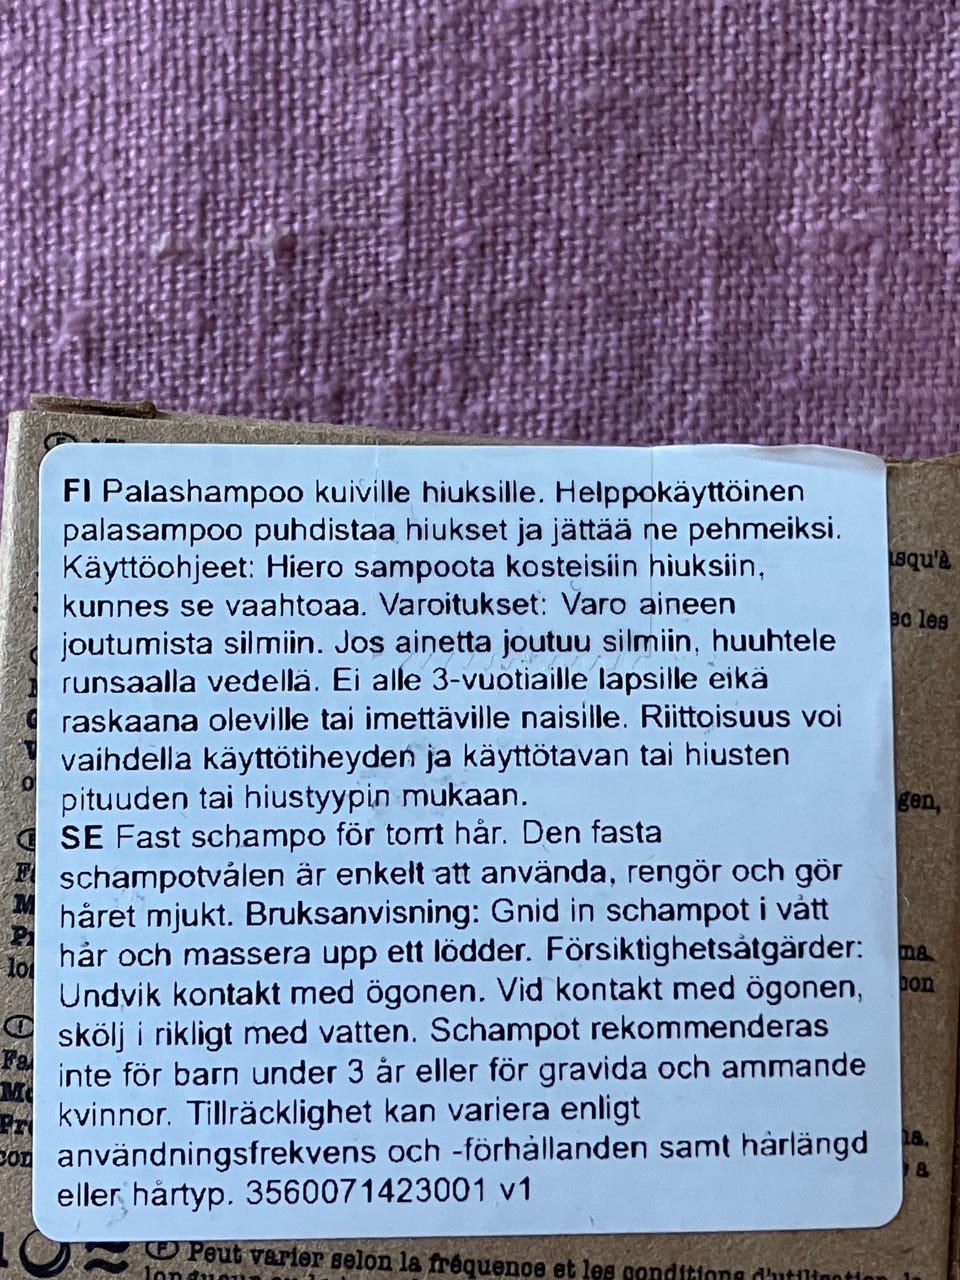 FI Palashampoo kuiville hiuksille. Helppokäyttöinen
palasampoo puhdistaa hiukset ja jättää ne pehmeiksi.
Käyttöohjeet: Hiero sampoota kosteisiin hiuksiin,
kunnes se vaahtoaa. Varoitukset: Varo aineen
joutumista silmiin. Jos ainetta joutuu silmiin, huuhtele
runsaalla vedellä. Ei alle 3-vuotiaille lapsille eikä
raskaana oleville tai imettäville naisille. Riittoisuus voi
vaihdella käyttötiheyden ja käyttötavan tai hiusten
pituuden tai hiustyypin mukaan.
SE Fast schampo för torrt hår. Den fasta
schampotvålen är enkelt att använda, rengör och gör
håret mjukt. Bruksanvisning: Gnid in schampot i vått
hår och massera upp ett lödder. Försiktighetsåtgärder:
Undvik kontakt med ögonen. Vid kontakt med ögonen,
skölj i rikligt med vatten. Schampot rekommenderas
inte för barn under 3 år eller för gravida och ammande
kvinnor. Tillräcklighet kan variera enligt
användningsfrekvens och -förhållanden samt hårlängd
eller hårtyp. 3560071423001 v1
squ'à
les
gen,
F Peut varier selon la fréquence et les conditions d'utilisation